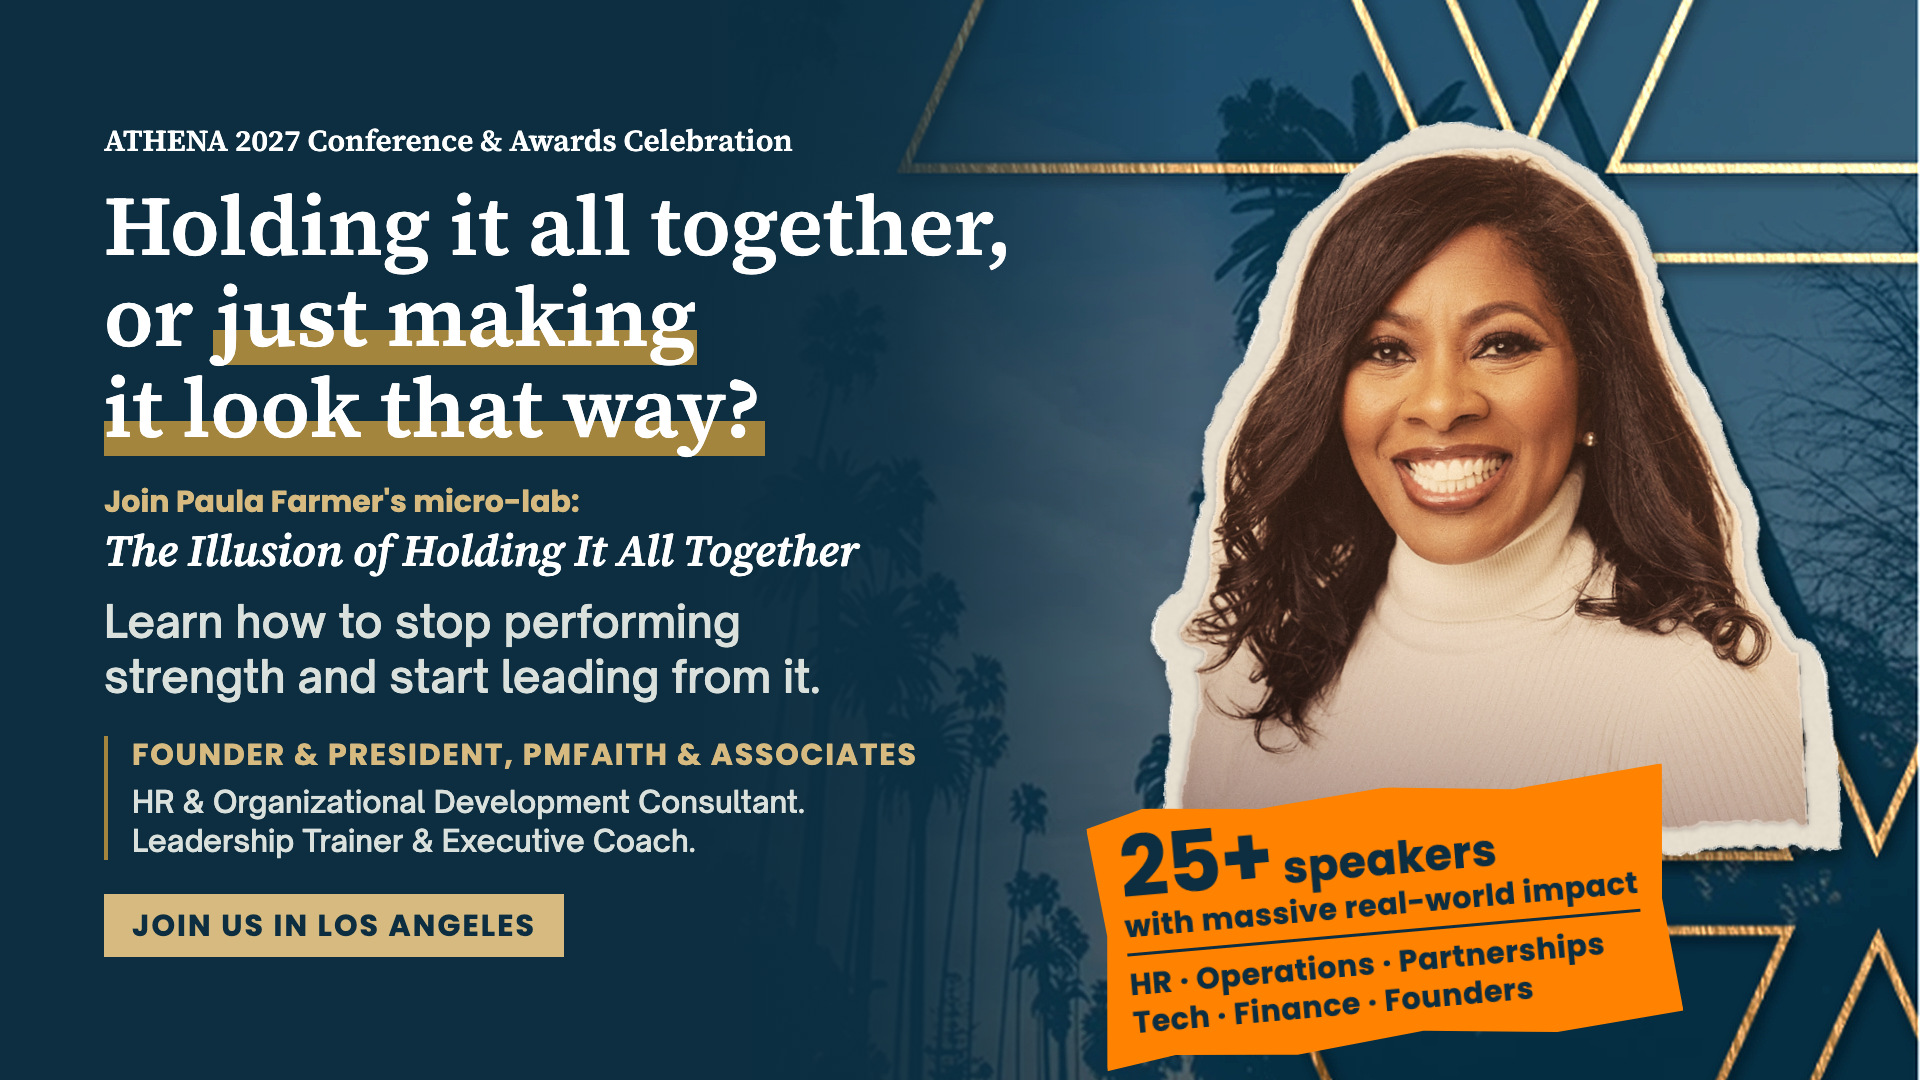 ATHENA 2027 Conference & Awards Celebration
Holding it all together,
or just making
it look that way?
Join Paula Farmer's micro-lab:
The Illusion of Holding It All Together
Learn how to stop performing
strength and start leading from it.
FOUNDER & PRESIDENT, PMFAITH & ASSOCIATES
HR & Organizational Development Consultant.
Leadership Trainer & Executive Coach.
JOIN US IN LOS ANGELES
25+ speakers
with massive real-world impact
HR · Operations · Partnerships
Tech · Finance · Founders